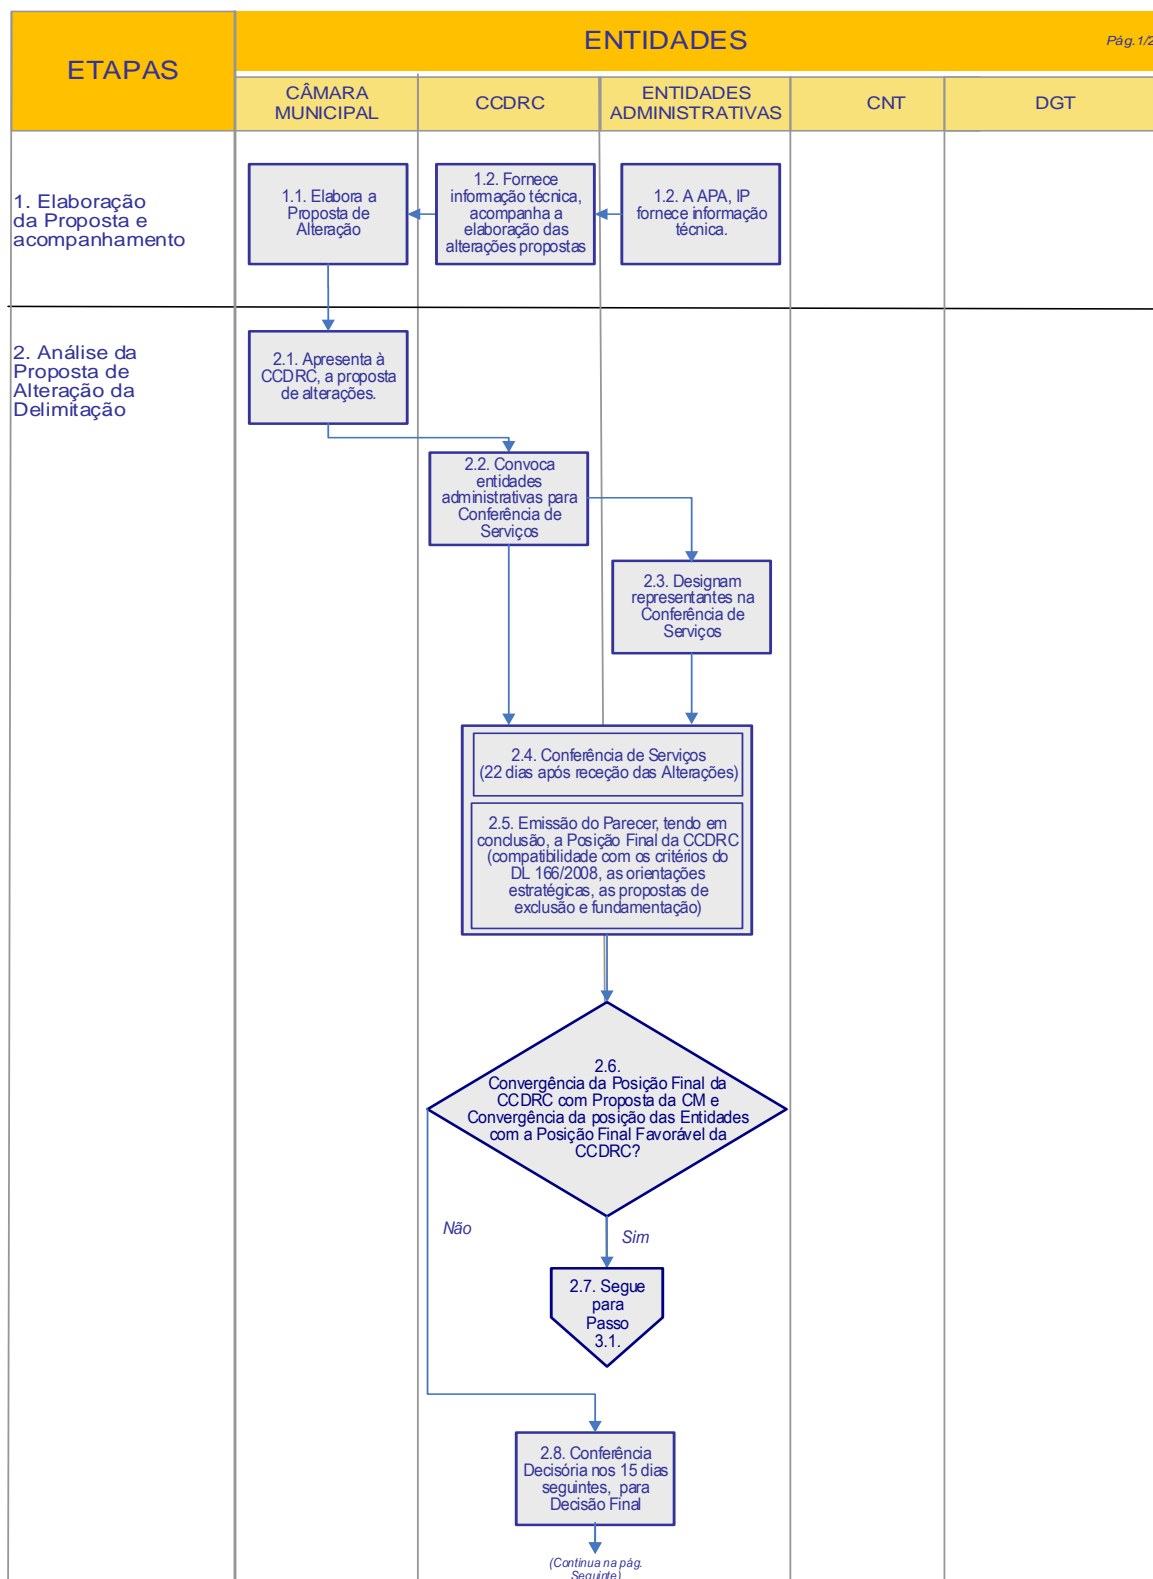 ETAPAS
ENTIDADES
Pág.1/2
CÂMARA
MUNICIPAL
CCDRC
ENTIDADES
ADMINISTRATIVAS
CNT
DGT
1. Elaboração
da Proposta e
acompanhamento
1.1. Elabora a
Proposta de
Alteração
1.2. Fornece
informação técnica,
acompanha a
elaboração das
alterações propostas
1.2. A APA, IP
fornece informação
técnica.
2. Análise da
Proposta de
Alteração da
Delimitação
2.1. Apresenta à
CCDRC, a proposta
de alterações.
2.2. Convoca
entidades
administrativas para
Conferência de
Serviços
2.3. Designam
representantes na
Conferência de
Serviços
2.4. Conferência de Serviços
(22 dias após receção das Alterações)
2.5. Emissão do Parecer, tendo em
conclusão, a Posição Final da CCDRC
(compatibilidade com os critérios do
DL 166/2008, as orientações
estratégicas, as propostas de
exclusão e fundamentação)
2.6.
Convergência da Posição Final da
CCDRC com Proposta da CM e
Convergência da posição das Entidades
com a Posição Final Favorável da
CCDRC?
Não
Sim
2.7. Segue
para
Passo
3.1.
2.8. Conferência
Decisória nos 15 dias
seguintes, para
Decisão Final
(Continua na pág.
Seguinte)